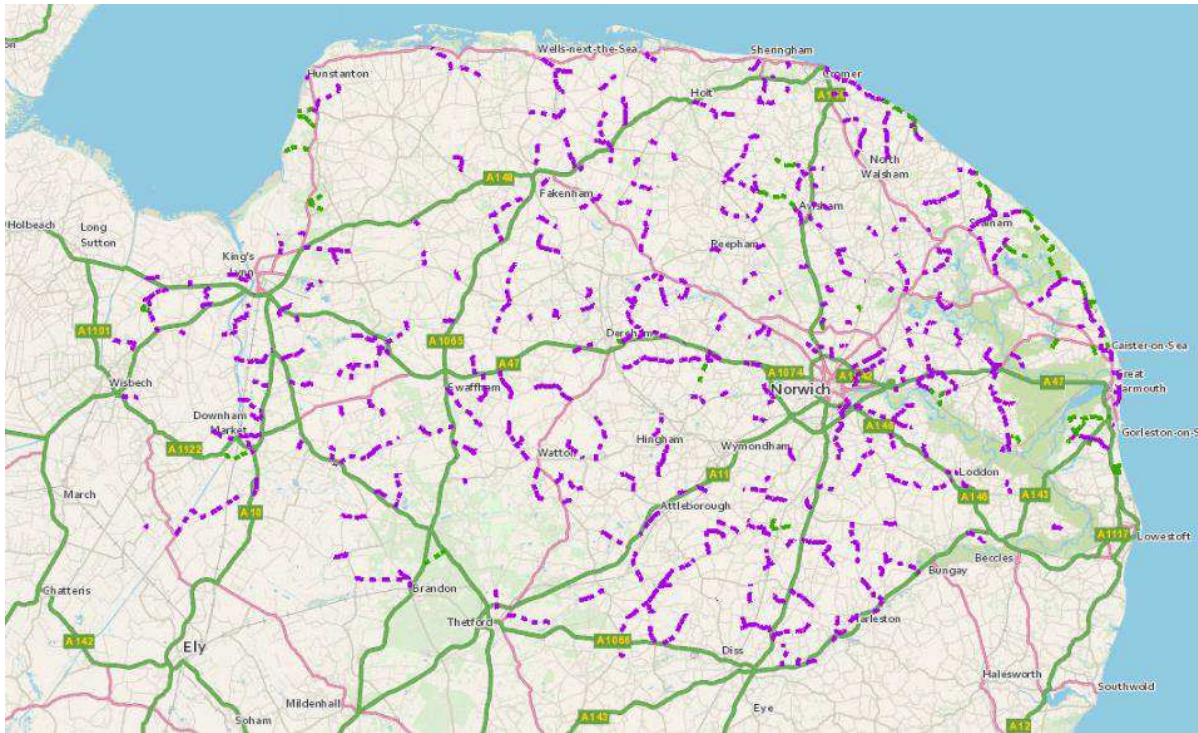 Wells-next-the-Sea
Sheringham
Hunstanton
Cromer
Holt
North
Walsham
A148
Fakenham
Aylsham
Holbeach
Long
Sutton
Stalham
Reepham
King's
Lynn
A1101
A1065
Dereham
Caister-on-Sea
A47
A1074
Wisbech
Swaffham
Norwich
A47
Great
Yarmouth
Downham
Market
A146
Gorleston-on-S
A1122
Hingham
Wymondham
Watton
Loddon
March
A11
A146
A143
Attleborough
A10
A1117
Lowestoft
Beccles
Bungay
Chatteris
Brandon
Thetford
Harleston
A142
A1066
Ely
Diss
Halesworth
Southwold
Mildenhall
Eye
Soham
A143
A12